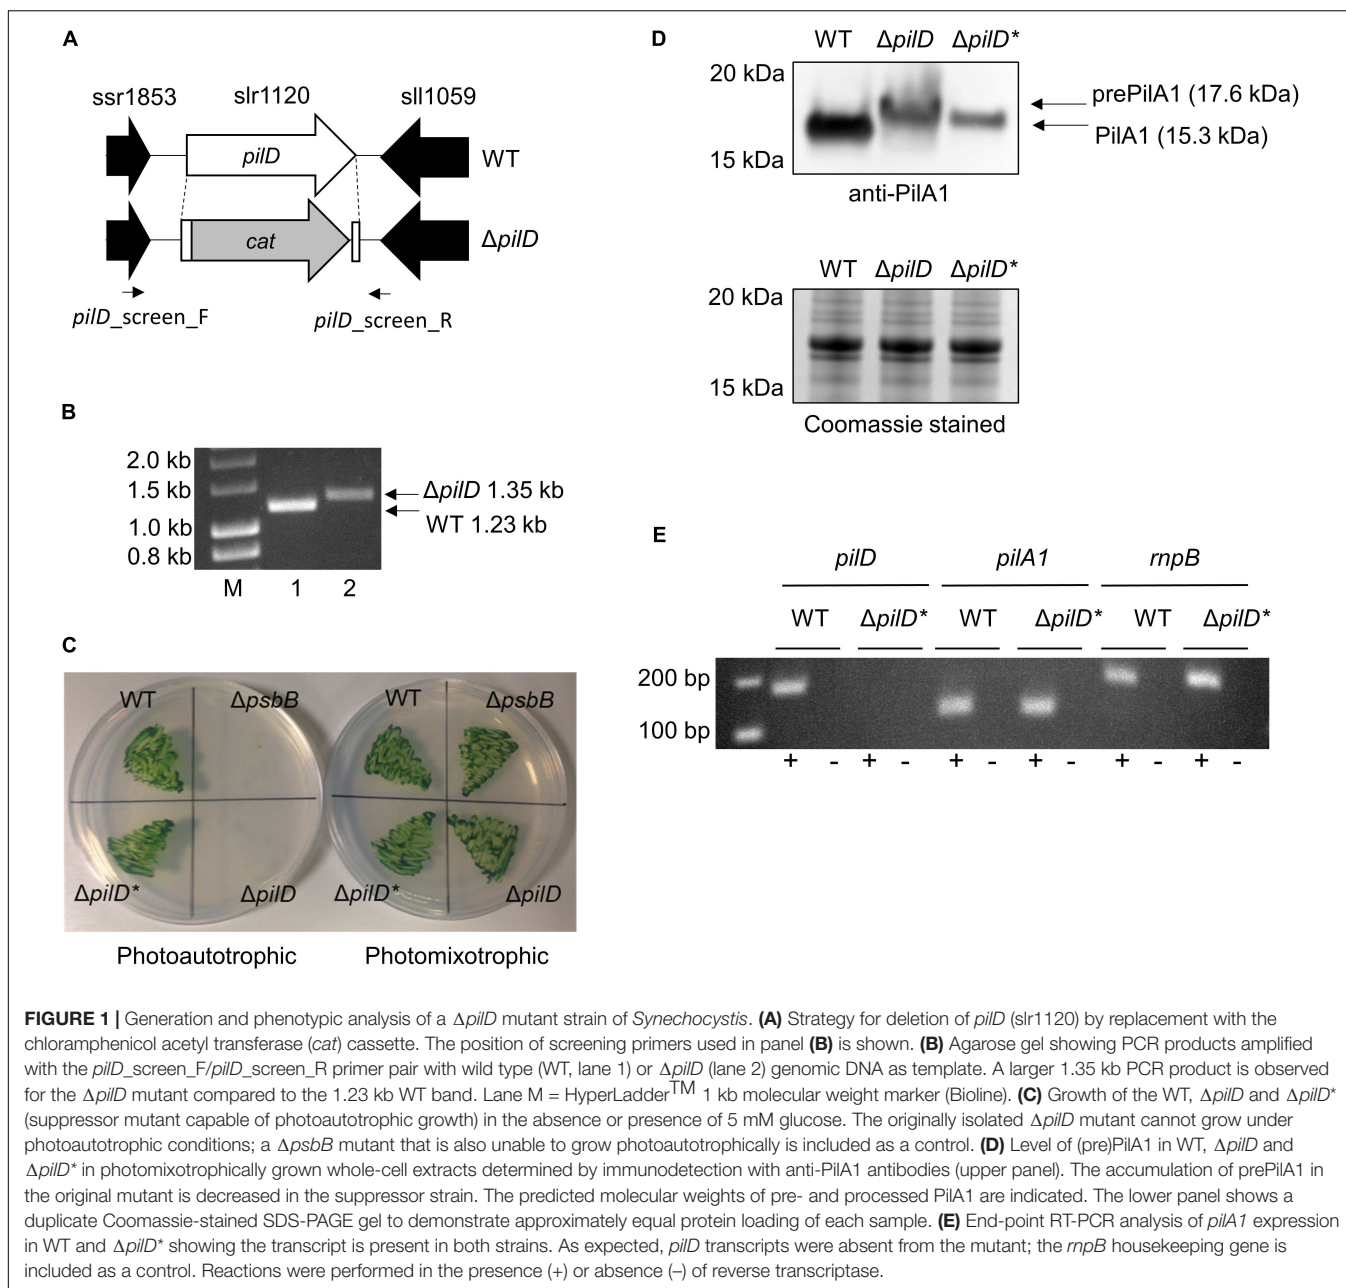 A
ssr1853 slr1120 sll1059
pilD
WT
cat
ΔpilD
pilD_screen_F
pilD_screen_R
B
2.0 kb
1.5 kb
1.0 kb
0.8 kb
ΔpilD 1.35 kb
WT 1.23 kb
M 1 2
C
WT ΔpsbB WT ΔpsbB
ΔpilD* ΔpilD ΔpilD* ΔpilD
Photoautotrophic Photomixotrophic
D
WT ΔpilD ΔpilD*
20 kDa
15 kDa
prePilA1 (17.6 kDa)
PilA1 (15.3 kDa)
anti-PilA1
WT ΔpilD ΔpilD*
20 kDa
15 kDa
Coomassie stained
E
pilD pilA1 rnpB
WT ΔpilD* WT ΔpilD* WT ΔpilD*
200 bp
100 bp
+ - + - + - + - + - + -
FIGURE 1 | Generation and phenotypic analysis of a ΔpilD mutant strain of Synechocystis. (A) Strategy for deletion of pilD (slr1120) by replacement with the
chloramphenicol acetyl transferase (cat) cassette. The position of screening primers used in panel (B) is shown. (B) Agarose gel showing PCR products amplified
with the pilD_screen_F/pilD_screen_R primer pair with wild type (WT, lane 1) or ΔpilD (lane 2) genomic DNA as template. A larger 1.35 kb PCR product is observed
for the ΔpilD mutant compared to the 1.23 kb WT band. Lane M = HyperLadder™ 1 kb molecular weight marker (Bioline). (C) Growth of the WT, ΔpilD and ΔpilD*
(suppressor mutant capable of photoautotrophic growth) in the absence or presence of 5 mM glucose. The originally isolated ΔpilD mutant cannot grow under
photoautotrophic conditions; a ΔpsbB mutant that is also unable to grow photoautotrophically is included as a control. (D) Level of (pre)PilA1 in WT, ΔpilD and
ΔpilD* in photomixotrophically grown whole-cell extracts determined by immunodetection with anti-PilA1 antibodies (upper panel). The accumulation of prePilA1 in
the original mutant is decreased in the suppressor strain. The predicted molecular weights of pre- and processed PilA1 are indicated. The lower panel shows a
duplicate Coomassie-stained SDS-PAGE gel to demonstrate approximately equal protein loading of each sample. (E) End-point RT-PCR analysis of pilA1 expression
in WT and ΔpilD* showing the transcript is present in both strains. As expected, pilD transcripts were absent from the mutant; the rnpB housekeeping gene is
included as a control. Reactions were performed in the presence (+) or absence (–) of reverse transcriptase.